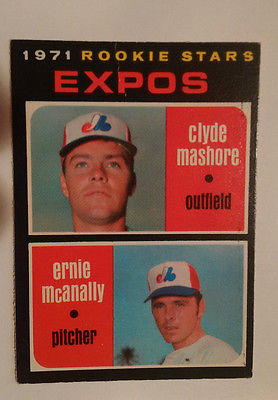 1971 ROOKIE STARS
EXPOS
clyde
mashore
outfield
ernie
mcanally
pitcher